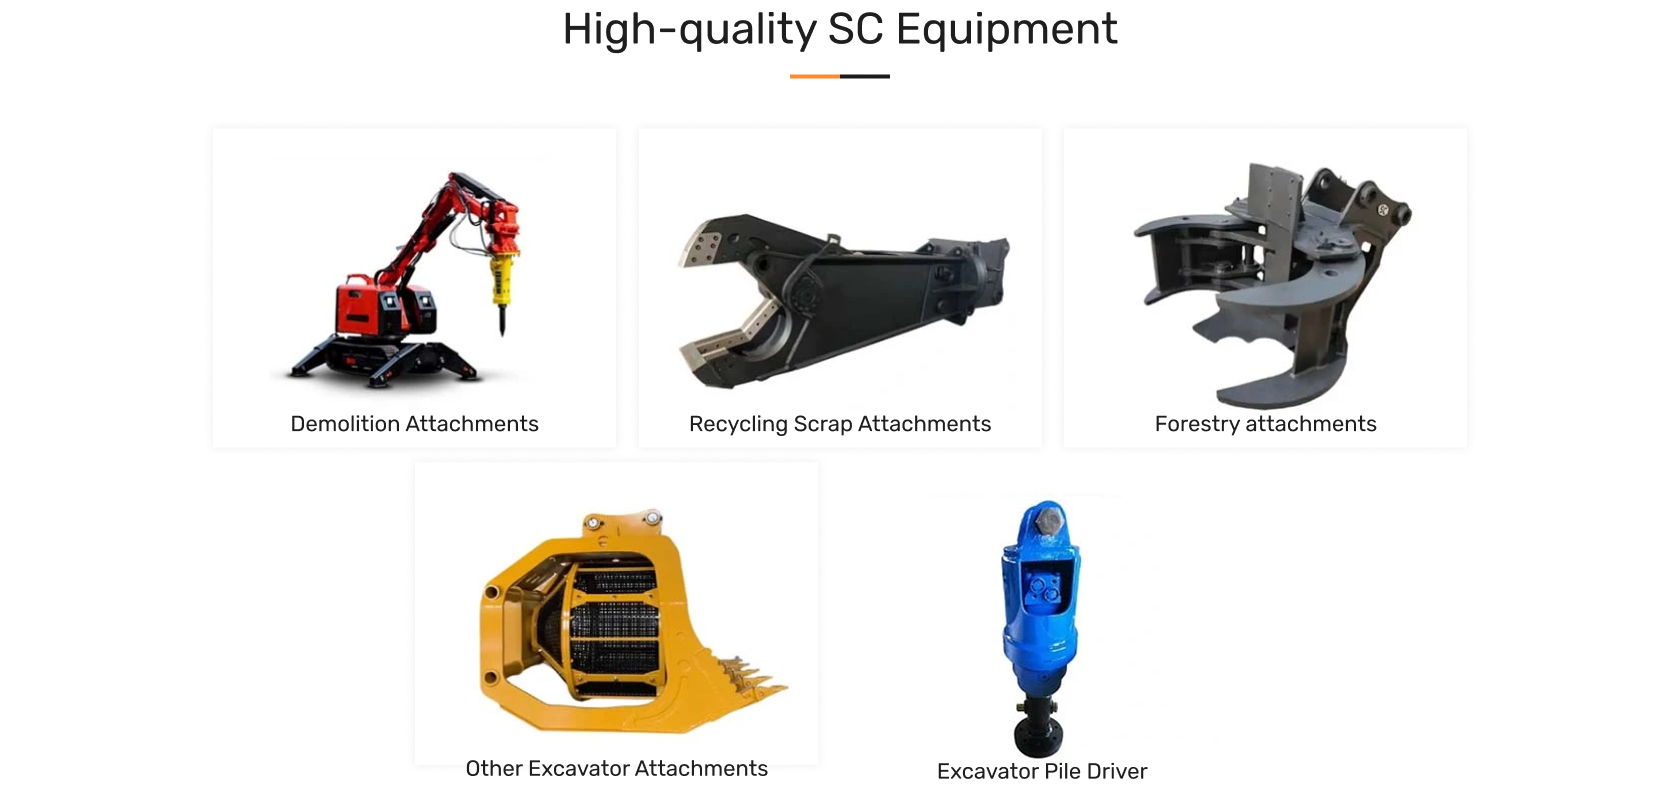 High-quality SC Equipment
Demolition Attachments
Recycling Scrap Attachments
Forestry attachments
Other Excavator Attachments
Excavator Pile Driver